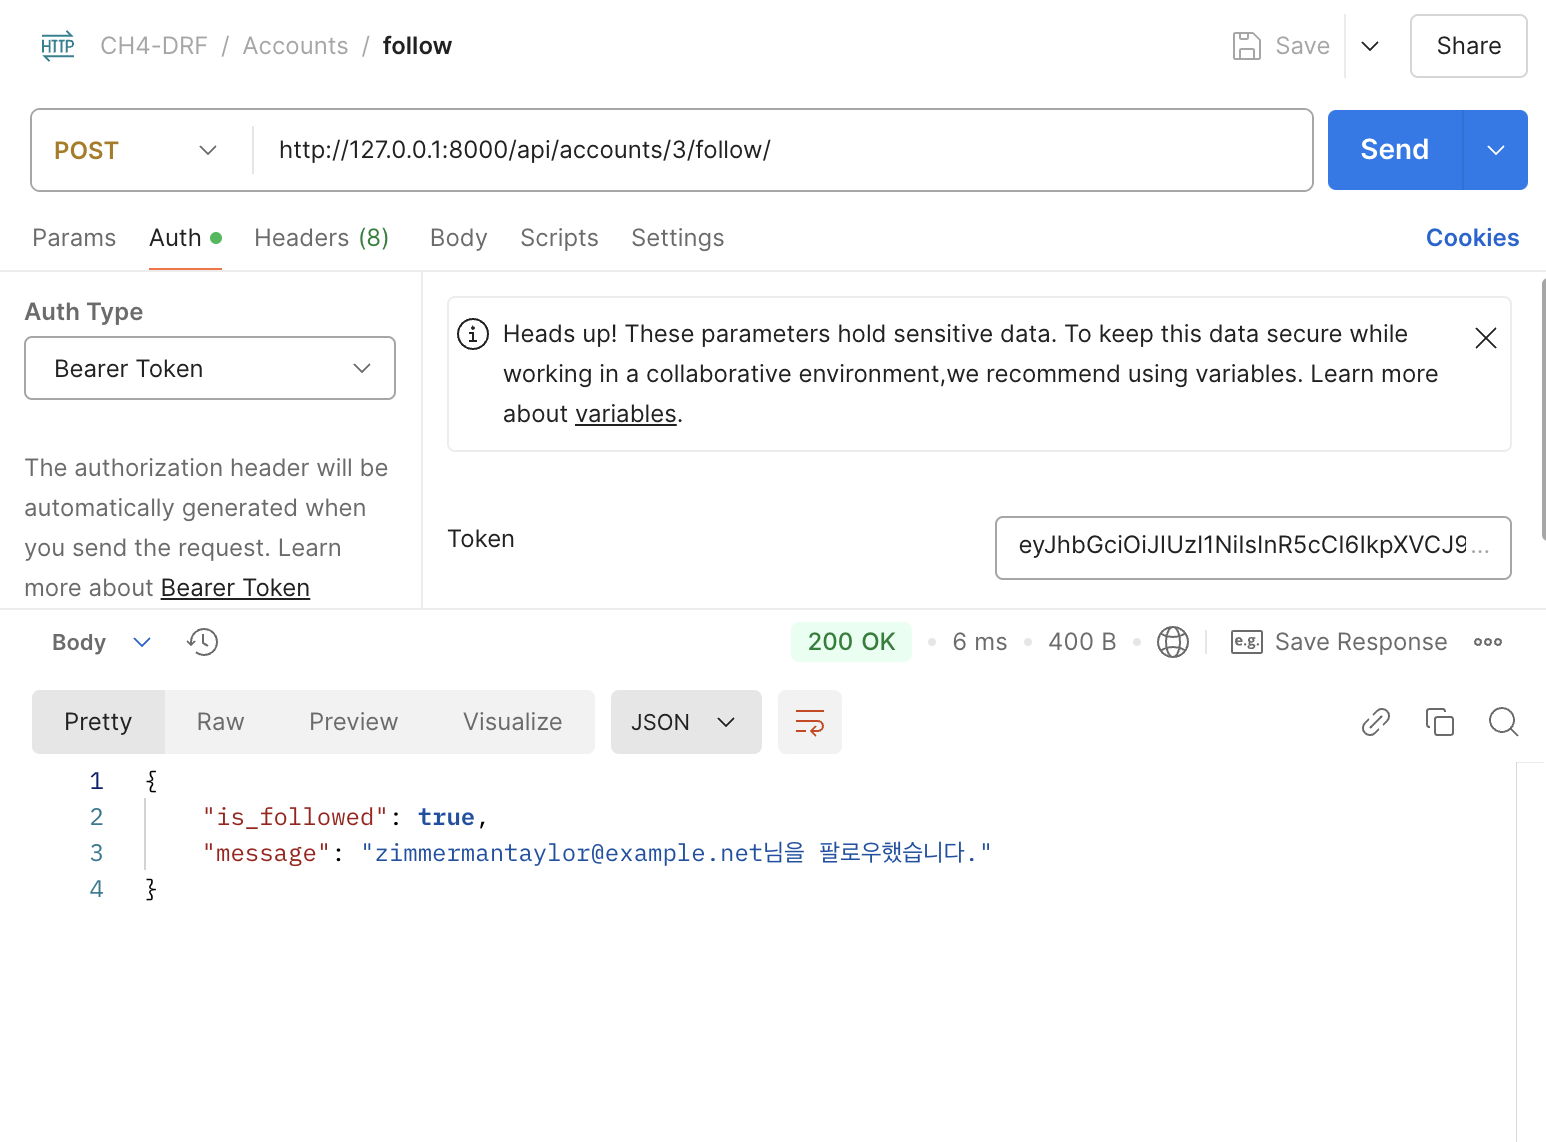 HTTP CH4-DRF / Accounts / follow Save Share
POST http://127.0.0.1:8000/api/accounts/3/follow/ Send
Params Auth Headers (8) Body Scripts Settings Cookies
Auth Type
Bearer Token
The authorization header will be
automatically generated when
you send the request. Learn
more about Bearer Token
Heads up! These parameters hold sensitive data. To keep this data secure while
working in a collaborative environment,we recommend using variables. Learn more
about variables.
Token eyJhbGciOiJIUzI1NiIsInR5cCI6IkpXVCJ9...
Body 200 OK 6 ms 400 B e.g. Save Response
Pretty Raw Preview Visualize JSON
1 {
2 "is_followed": true,
3 "message": "zimmermantaylor@example.net님을 팔로우했습니다."
4 }